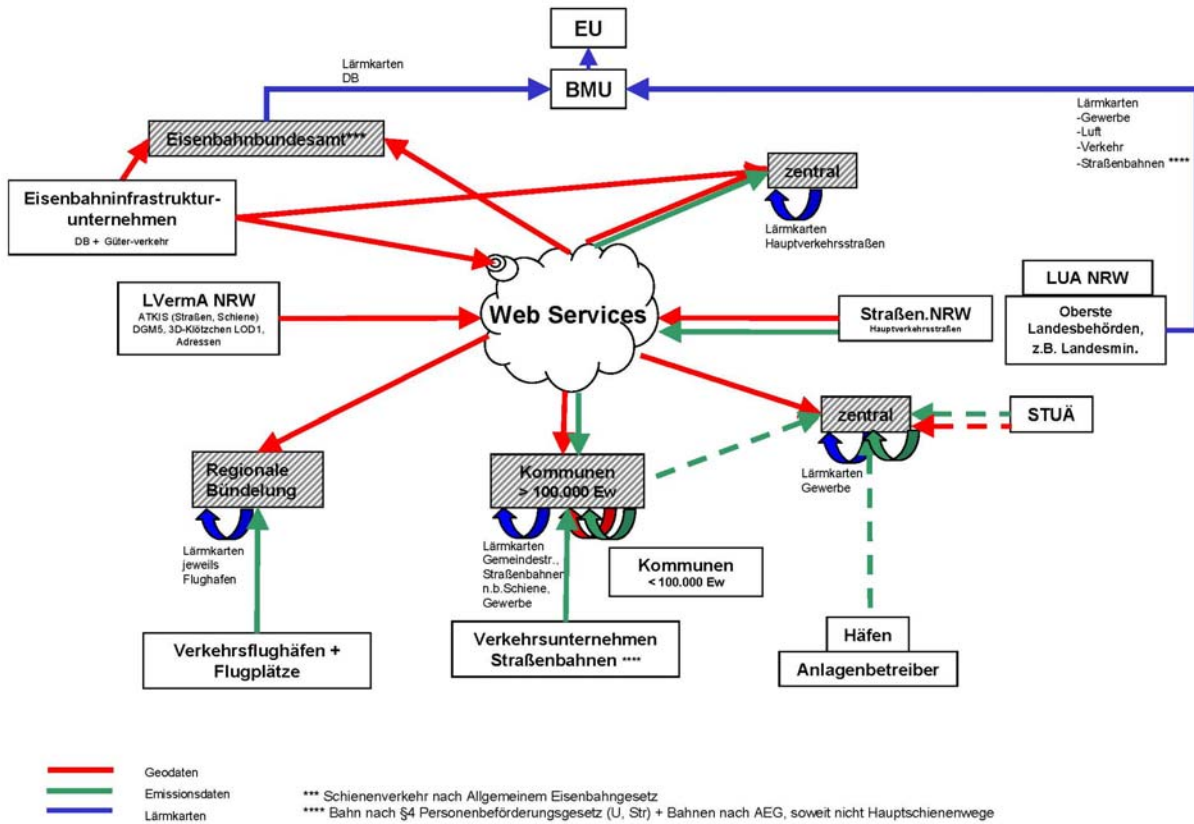 EU
BMU
Lärmkarten
DB
Lärmkarten
-Gewerbe
-Luft
-Verkehr
-Straßenbahnen ****
Eisenbahnbundesamt***
zentral
Eisenbahninfrastruktur-
unternehmen
DB + Güter-verkehr
Lärmkarten
Hauptverkehrsstraßen
LVermA NRW
ATKIS (Straßen, Schiene)
DGM5, 3D-Klötzchen LOD1,
Adressen
Web Services
Straßen.NRW
Hauptverkehrsstraßen
LUA NRW
Oberste
Landesbehörden,
z.B. Landesmin.
zentral
STUÄ
Lärmkarten
Gewerbe
Regionale
Bündelung
Kommunen
> 100.000 Ew
Lärmkarten
jeweils
Flughafen
Lärmkarten
Gemeindestr.,
Straßenbahnen
n.b.Schiene,
Gewerbe
Kommunen
< 100.000 Ew
Verkehrsflughäfen +
Flugplätze
Verkehrsunternehmen
Straßenbahnen ****
Häfen
Anlagenbetreiber
Geodaten
Emissionsdaten
Lärmkarten
*** Schienenverkehr nach Allgemeinem Eisenbahngesetz
**** Bahn nach §4 Personenbeförderungsgesetz (U, Str) + Bahnen nach AEG, soweit nicht Hauptschienenwege